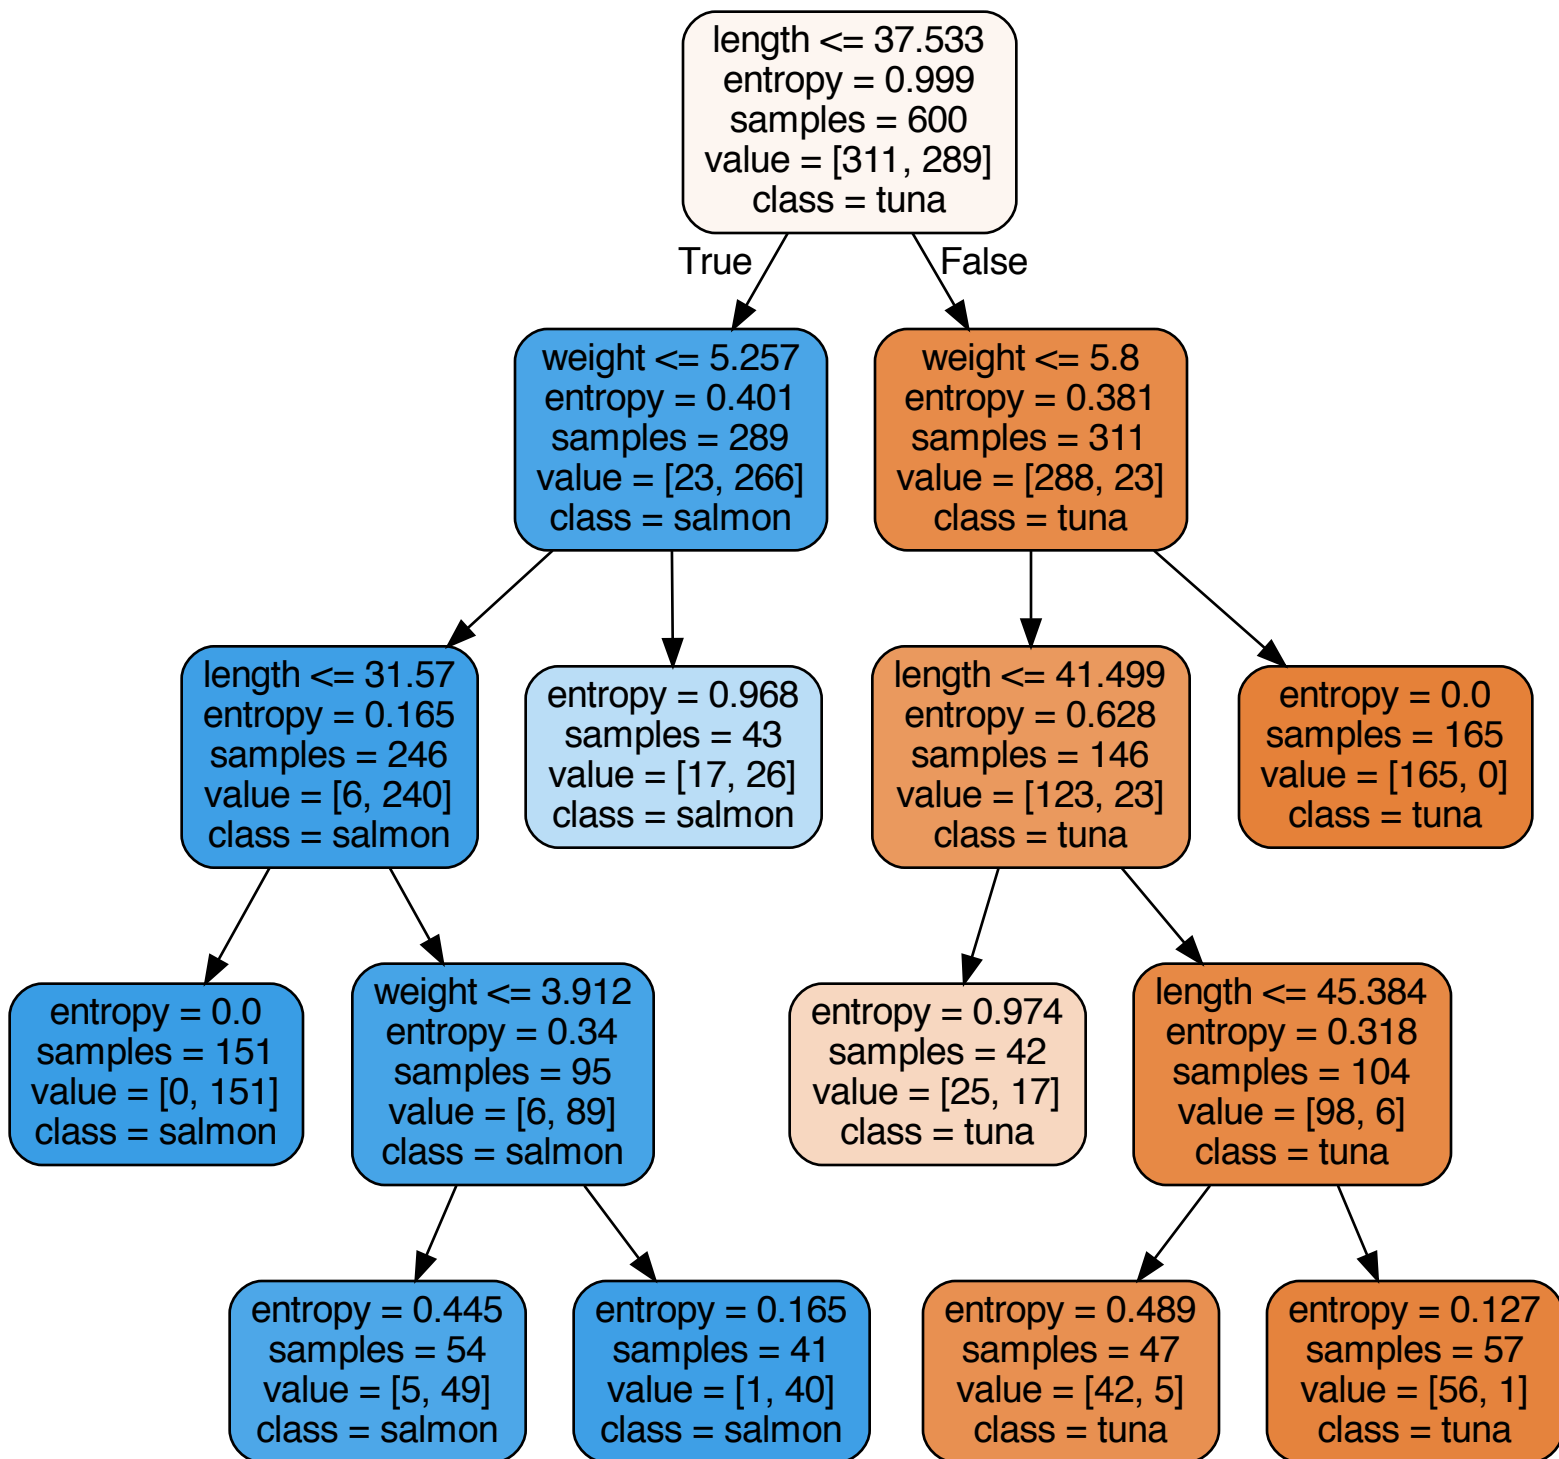 length <= 37.533
entropy = 0.999
samples = 600
value = [311, 289]
class = tuna
True
False
weight <= 5.257
entropy = 0.401
samples = 289
value = [23, 266]
class = salmon
weight <= 5.8
entropy = 0.381
samples = 311
value = [288, 23]
class = tuna
length <= 31.57
entropy = 0.165
samples = 246
value = [6, 240]
class = salmon
entropy = 0.968
samples = 43
value = [17, 26]
class = salmon
length <= 41.499
entropy = 0.628
samples = 146
value = [123, 23]
class = tuna
entropy = 0.0
samples = 165
value = [165, 0]
class = tuna
entropy = 0.0
samples = 151
value = [0, 151]
class = salmon
weight <= 3.912
entropy = 0.34
samples = 95
value = [6, 89]
class = salmon
entropy = 0.974
samples = 42
value = [25, 17]
class = tuna
length <= 45.384
entropy = 0.318
samples = 104
value = [98, 6]
class = tuna
entropy = 0.445
samples = 54
value = [5, 49]
class = salmon
entropy = 0.165
samples = 41
value = [1, 40]
class = salmon
entropy = 0.489
samples = 47
value = [42, 5]
class = tuna
entropy = 0.127
samples = 57
value = [56, 1]
class = tuna